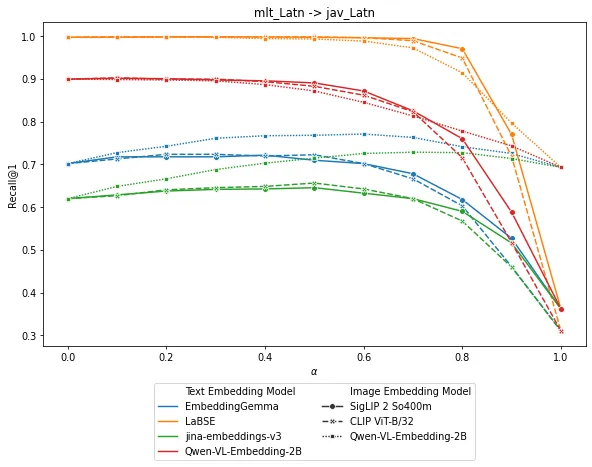 mlt_Latn -> jav_Latn
Recall@1
1.0
0.9
0.8
0.7
0.6
0.5
0.4
0.3
0.0 0.2 0.4 0.6 0.8 1.0
α
Text Embedding Model
EmbeddingGemma
LaBSE
jina-embeddings-v3
Qwen-VL-Embedding-2B
Image Embedding Model
SigLIP 2 So400m
CLIP ViT-B/32
Qwen-VL-Embedding-2B